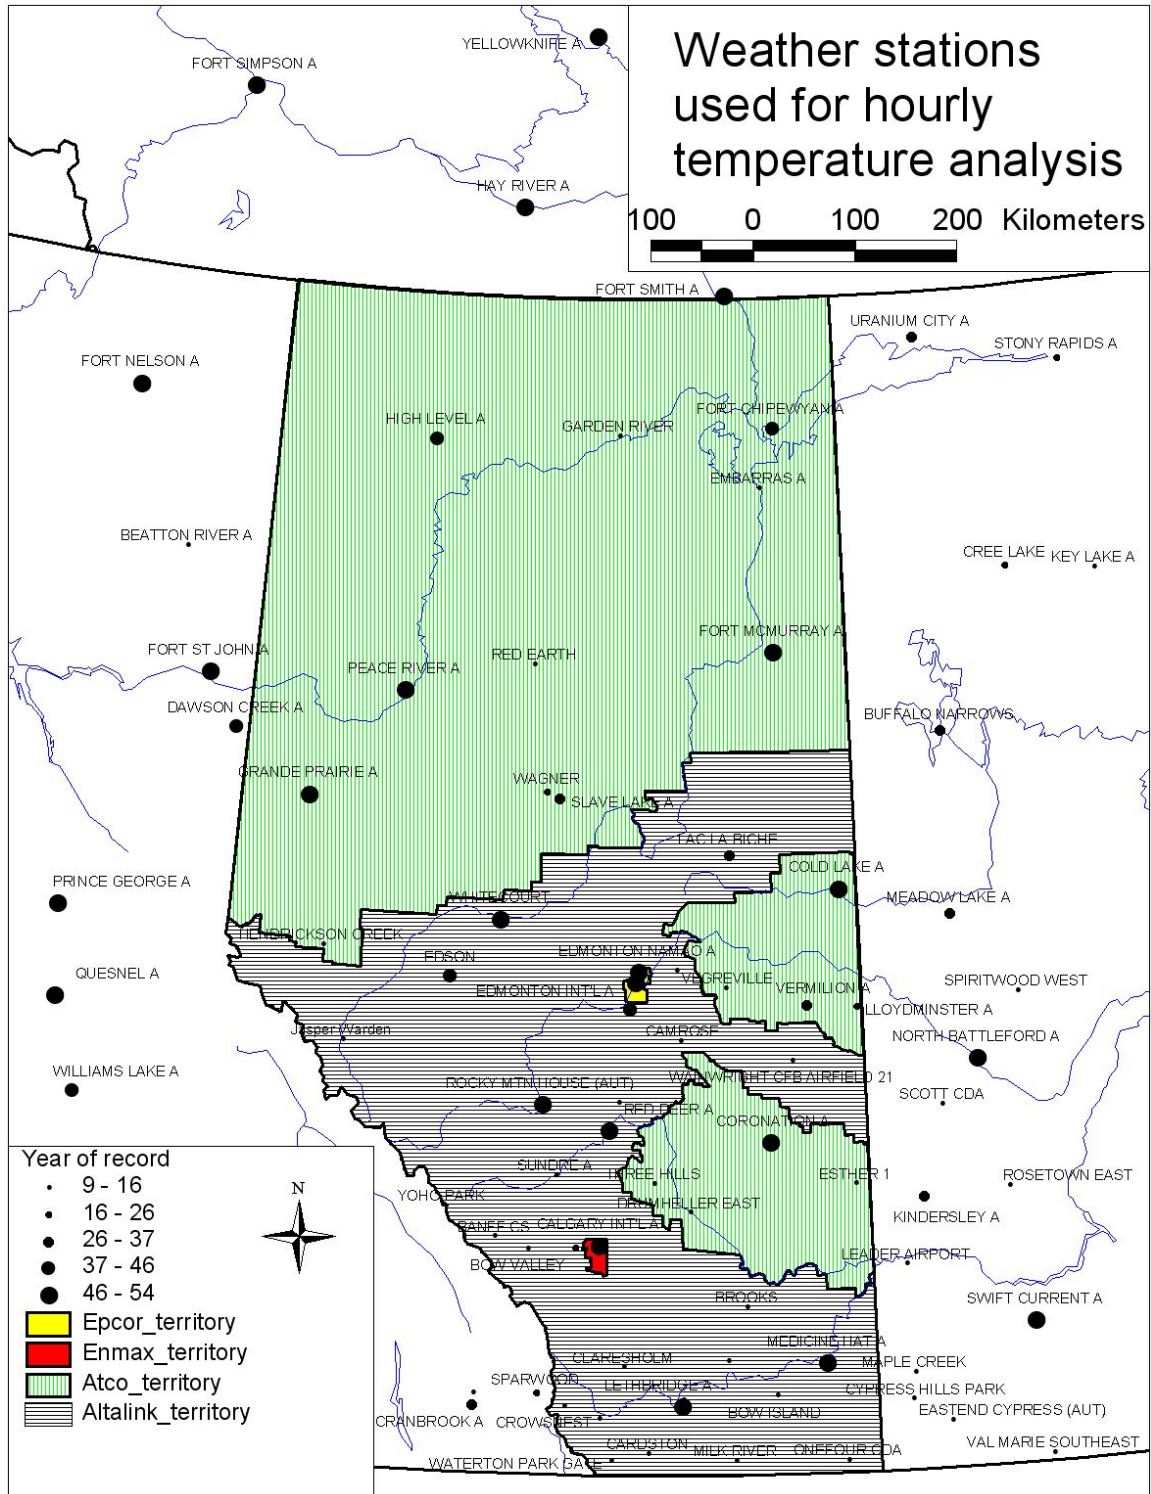 Weather stations
used for hourly
temperature analysis
100 0 100 200 Kilometers
YELLOWKNIFE A
FORT SIMPSON A
HAY RIVER A
FORT SMITH A
URANIUM CITY A
STONY RAPIDS A
FORT NELSON A
HIGH LEVEL A
GARDEN RIVER
FORT CHIPEWYAN A
EMBARRAS A
BEATTON RIVER A
CREE LAKE
KEY LAKE A
FORT MCMURRAY A
FORT ST JOHN A
RED EARTH
PEACE RIVER A
DAWSON CREEK A
BUFFALO NARROWS
GRANDE PRAIRIE A
WAGNER
SLAVE LAKE A
LAC LA BICHE
COLD LAKE A
PRINCE GEORGE A
WHITECOURT
MEADOW LAKE A
HENDRICKSON CREEK
EDSON
EDMONTON NAMAO A
QUESNEL A
VEGREVILLE
SPIRITWOOD WEST
EDMONTON INT'L A
VERMILION A
LLOYDMINSTER A
Jasper Warden
CAMROSE
NORTH BATTLEFORD A
WILLIAMS LAKE A
ROCKY MTN HOUSE (AUT)
WAINWRIGHT CFB AIRFIELD 21
SCOTT CDA
RED DEER A
CORONATION A
SUNDRE A
THREE HILLS
ESTHER 1
ROSETOWN EAST
YOHO PARK
DRUMHELLER EAST
KINDERSLEY A
BANFF CS
CALGARY INT'L A
BOW VALLEY
LEADER AIRPORT
BROOKS
SWIFT CURRENT A
MEDICINE HAT A
CLARESHOLM
MAPLE CREEK
SPARWOOD
LETHBRIDGE A
CYPRESS HILLS PARK
BOW ISLAND
EASTEND CYPRESS (AUT)
CRANBROOK A
CROWSNEST
CARDSTON
MILK RIVER
ONEFOUR CDA
VAL MARIE SOUTHEAST
WATERTON PARK GATE
Year of record
9 - 16
16 - 26
26 - 37
37 - 46
46 - 54
Epcor_territory
Enmax_territory
Atco_territory
Altalink_territory
N